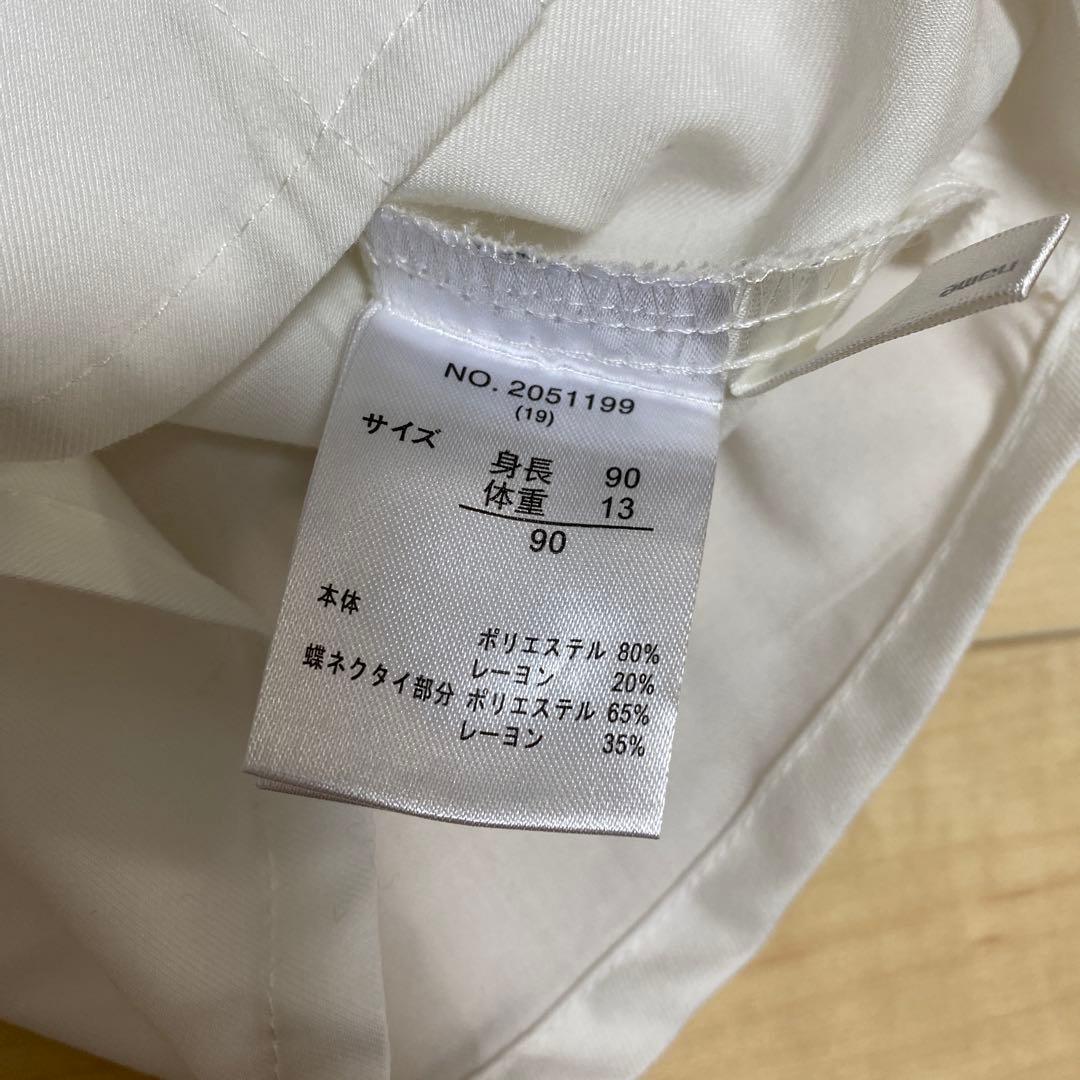 NO. 2051199
(19)
サイズ
身長 90
体重 13
90
本体
ポリエステル 80%
レーヨン 20%
蝶ネクタイ部分 ポリエステル 65%
レーヨン 35%
name